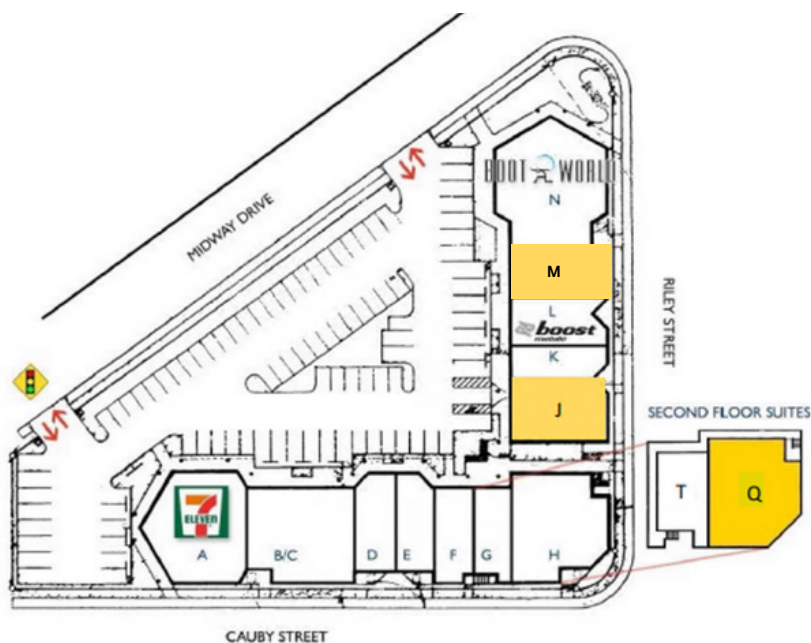 MIDWAY DRIVE
BOOT WORLD
N
M
L
boost
mobile
K
J
RILEY STREET
SECOND FLOOR SUITES
T
Q
7
ELEVEN
A
B/C
D
E
F
G
H
CAUBY STREET